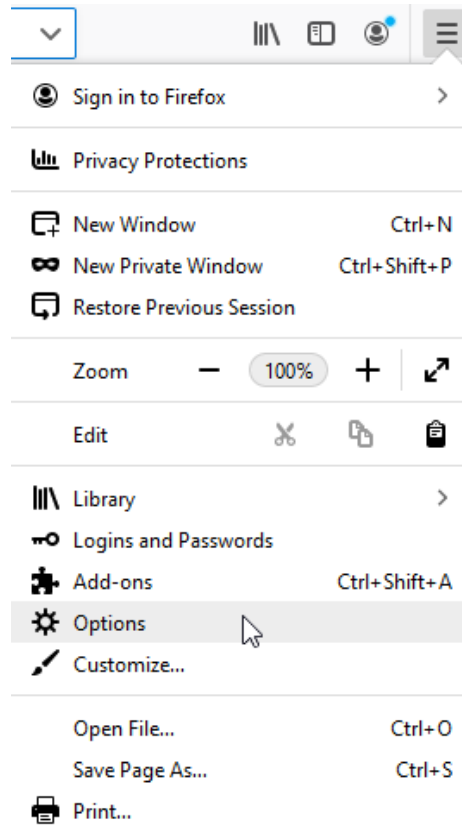 Sign in to Firefox
Privacy Protections
New Window Ctrl+N
New Private Window Ctrl+Shift+P
Restore Previous Session
Zoom 100%
Edit
Library
Logins and Passwords
Add-ons Ctrl+Shift+A
Options
Customize...
Open File... Ctrl+O
Save Page As... Ctrl+S
Print...